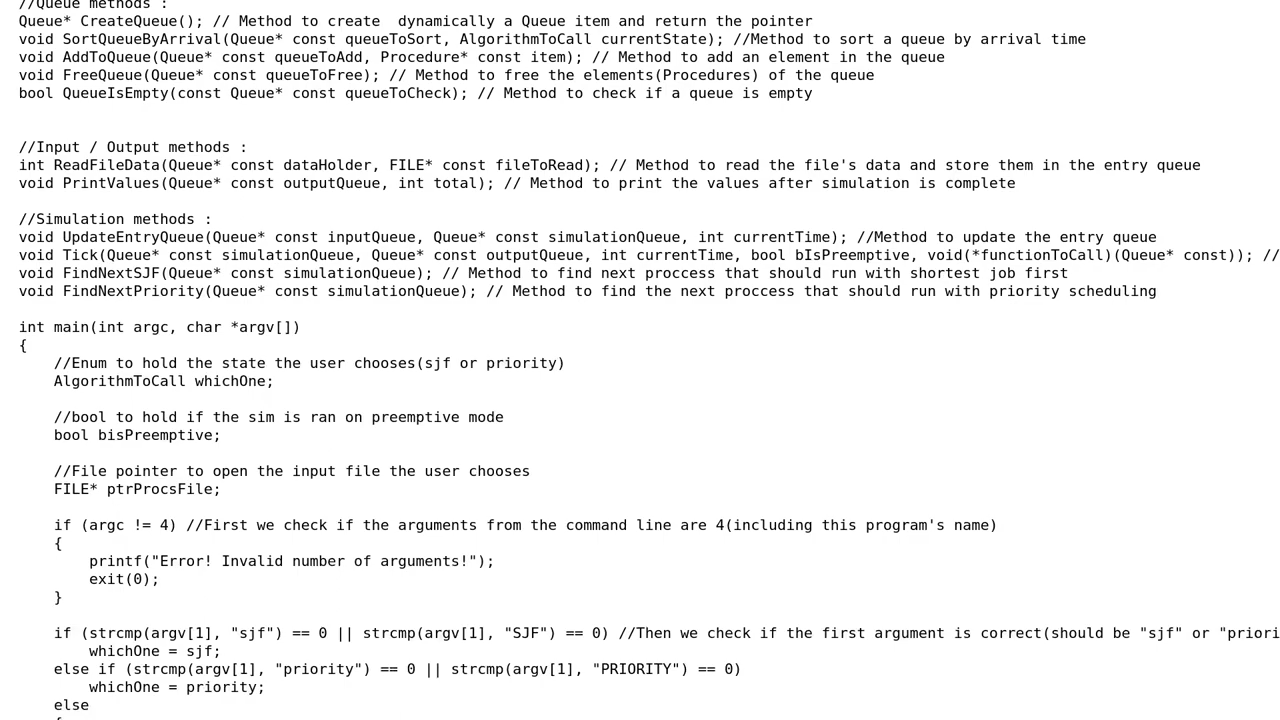 //Queue methods :
Queue* CreateQueue(); // Method to create  dynamically a Queue item and return the pointer
void SortQueueByArrival(Queue* const queueToSort, AlgorithmToCall currentState); //Method to sort a queue by arrival time
void AddToQueue(Queue* const queueToAdd, Procedure* const item); // Method to add an element in the queue
void FreeQueue(Queue* const queueToFree); // Method to free the elements(Procedures) of the queue
bool QueueIsEmpty(const Queue* const queueToCheck); // Method to check if a queue is empty
//Input / Output methods :
int ReadFileData(Queue* const dataHolder, FILE* const fileToRead); // Method to read the file's data and store them in the entry queue
void PrintValues(Queue* const outputQueue, int total); // Method to print the values after simulation is complete
//Simulation methods :
void UpdateEntryQueue(Queue* const inputQueue, Queue* const simulationQueue, int currentTime); //Method to update the entry queue
void Tick(Queue* const simulationQueue, Queue* const outputQueue, int currentTime, bool bIsPreemptive, void(*functionToCall)(Queue* const)); //
void FindNextSJF(Queue* const simulationQueue); // Method to find next proccess that should run with shortest job first
void FindNextPriority(Queue* const simulationQueue); // Method to find the next proccess that should run with priority scheduling
int main(int argc, char *argv[])
{
    //Enum to hold the state the user chooses(sjf or priority)
    AlgorithmToCall whichOne;
    //bool to hold if the sim is ran on preemptive mode
    bool bisPreemptive;
    //File pointer to open the input file the user chooses
    FILE* ptrProcsFile;
    if (argc != 4) //First we check if the arguments from the command line are 4(including this program's name)
    {
        printf("Error! Invalid number of arguments!");
        exit(0);
    }
    if (strcmp(argv[1], "sjf") == 0 || strcmp(argv[1], "SJF") == 0) //Then we check if the first argument is correct(should be "sjf" or "priori
        whichOne = sjf;
    else if (strcmp(argv[1], "priority") == 0 || strcmp(argv[1], "PRIORITY") == 0)
        whichOne = priority;
    else
    {